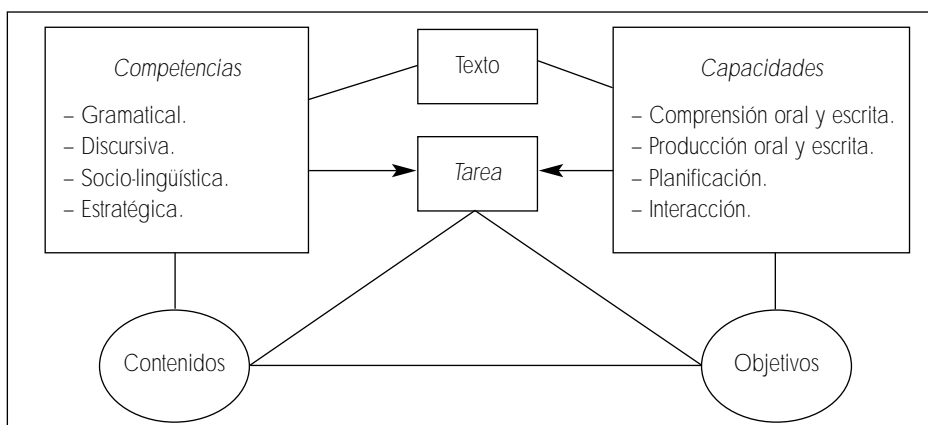 Competencias
– Gramatical.
– Discursiva.
– Socio-lingüística.
– Estratégica.
Texto
Tarea
Capacidades
– Comprensión oral y escrita.
– Producción oral y escrita.
– Planificación.
– Interacción.
Contenidos
Objetivos